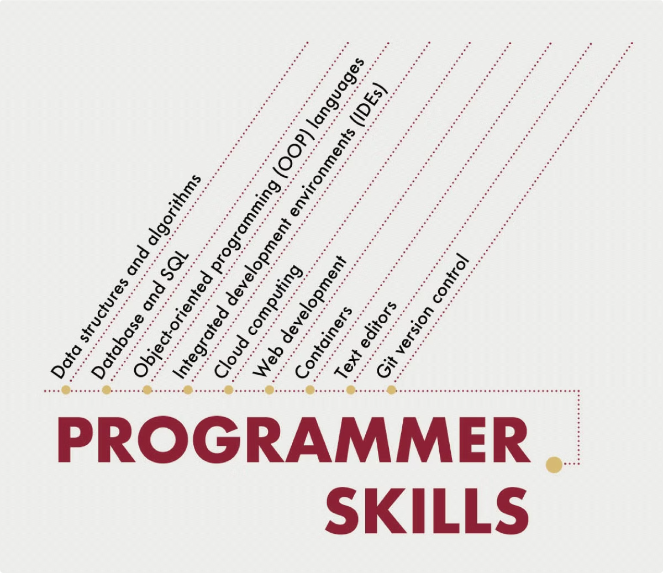 Data structures and algorithms
Database and SQL
Object-oriented programming (OOP) languages
Integrated development environments (IDEs)
Cloud computing
Web development
Containers
Text editors
Git version control
PROGRAMMER
SKILLS